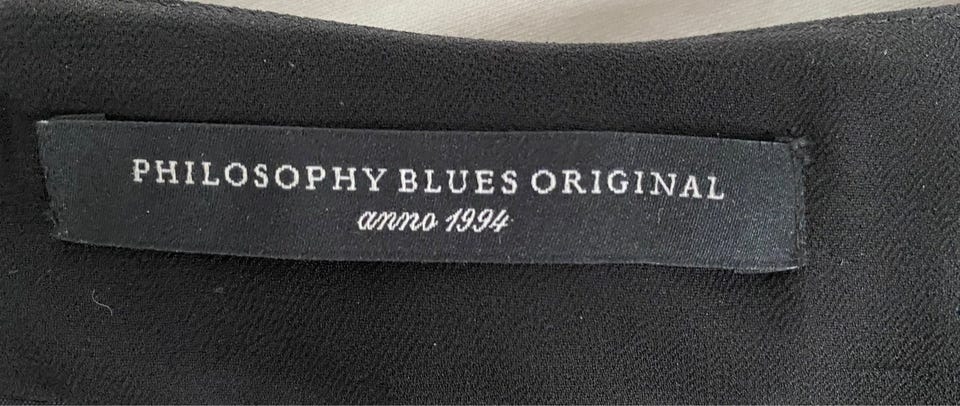 PHILOSOPHY BLUES ORIGINAL
anno 1994